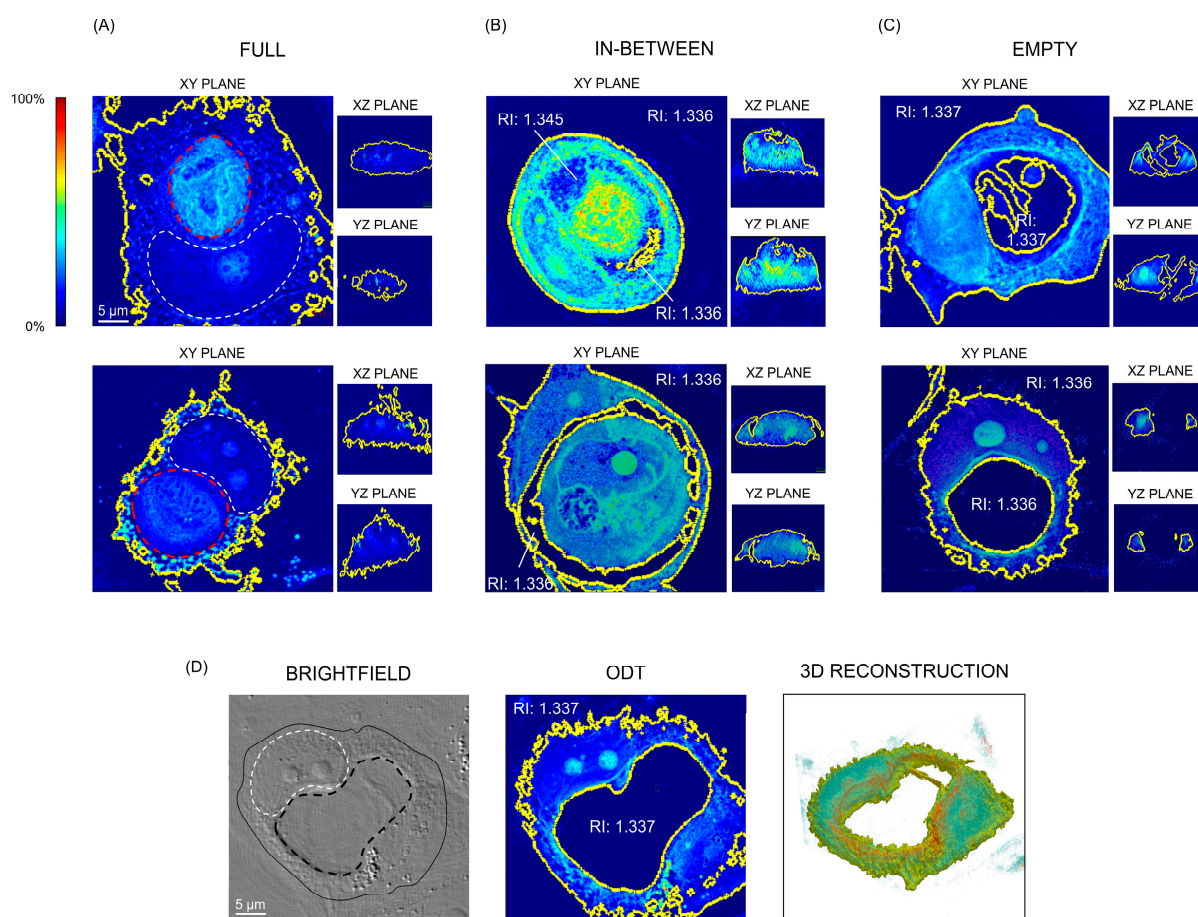 (A)
FULL
(B)
IN-BETWEEN
(C)
EMPTY
XY PLANE
100%
0%
5 µm
XZ PLANE
YZ PLANE
XY PLANE
RI: 1.345
RI: 1.336
RI: 1.336
XZ PLANE
YZ PLANE
XY PLANE
RI: 1.337
RI:
1.337
XZ PLANE
YZ PLANE
XY PLANE
XZ PLANE
YZ PLANE
XY PLANE
RI: 1.336
RI: 1.336
XZ PLANE
YZ PLANE
XY PLANE
RI: 1.336
RI: 1.336
XZ PLANE
YZ PLANE
(D)
BRIGHTFIELD
5 µm
ODT
RI: 1.337
RI: 1.337
3D RECONSTRUCTION